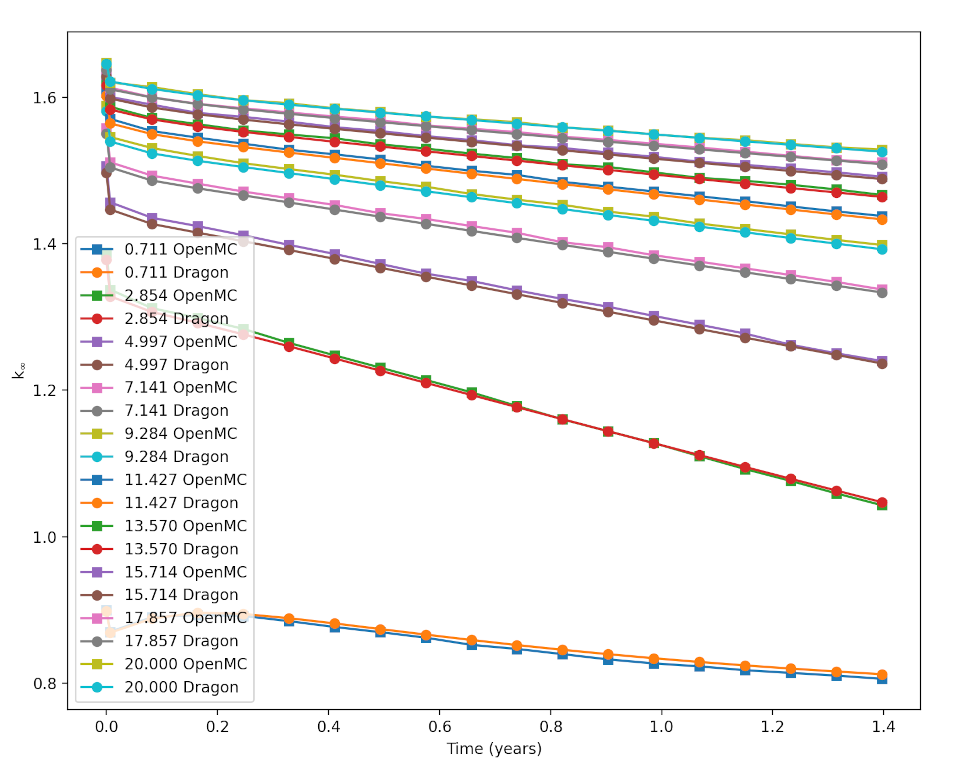 1.6
1.4
1.2
1.0
0.8
k∞
0.711 OpenMC
0.711 Dragon
2.854 OpenMC
2.854 Dragon
4.997 OpenMC
4.997 Dragon
7.141 OpenMC
7.141 Dragon
9.284 OpenMC
9.284 Dragon
11.427 OpenMC
11.427 Dragon
13.570 OpenMC
13.570 Dragon
15.714 OpenMC
15.714 Dragon
17.857 OpenMC
17.857 Dragon
20.000 OpenMC
20.000 Dragon
0.0 0.2 0.4 0.6 0.8 1.0 1.2 1.4
Time (years)